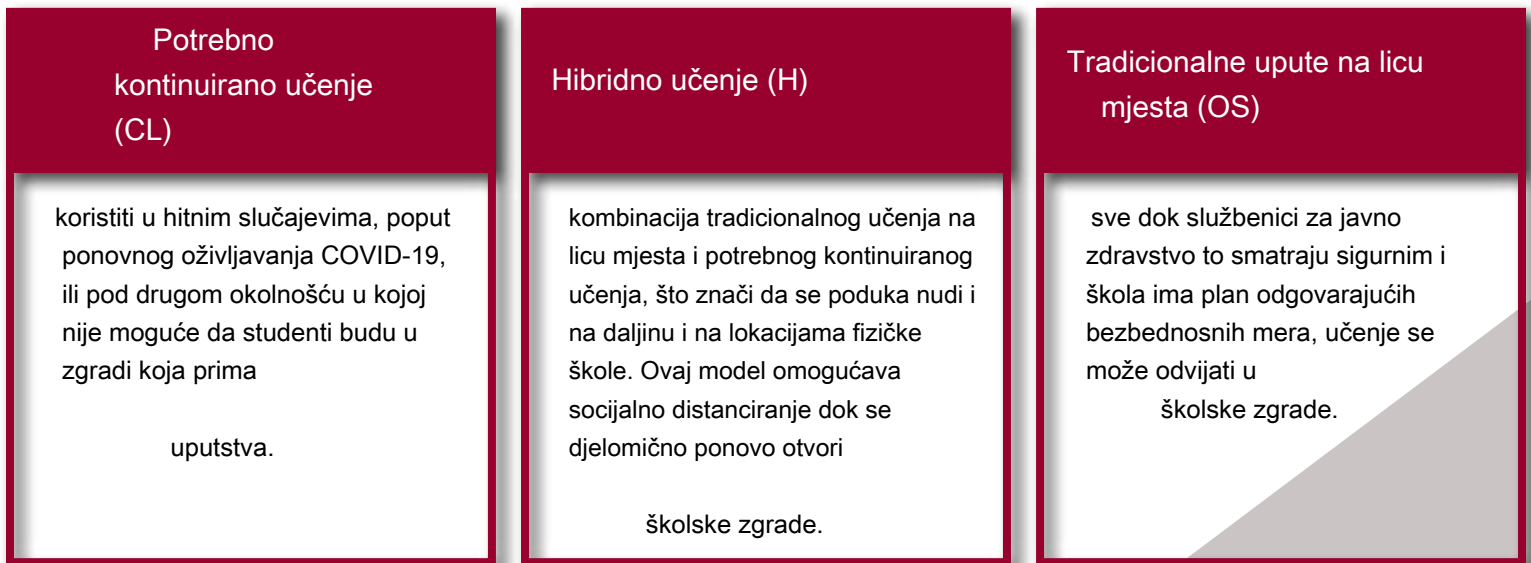 Potrebno
kontinuirano učenje
(CL)
koristiti u hitnim slučajevima, poput
ponovnog oživljavanja COVID-19,
ili pod drugom okolnošću u kojoj
nije moguće da studenti budu u
zgradi koja prima
uputstva.
Hibridno učenje (H)
kombinacija tradicionalnog učenja na
licu mjesta i potrebnog kontinuiranog
učenja, što znači da se poduka nudi i
na daljinu i na lokacijama fizičke
škole. Ovaj model omogućava
socijalno distanciranje dok se
djelomično ponovo otvori
školske zgrade.
Tradicionalne upute na licu
mjesta (OS)
sve dok službenici za javno
zdravstvo to smatraju sigurnim i
škola ima plan odgovarajućih
bezbednosnih mera, učenje se
može odvijati u
školske zgrade.